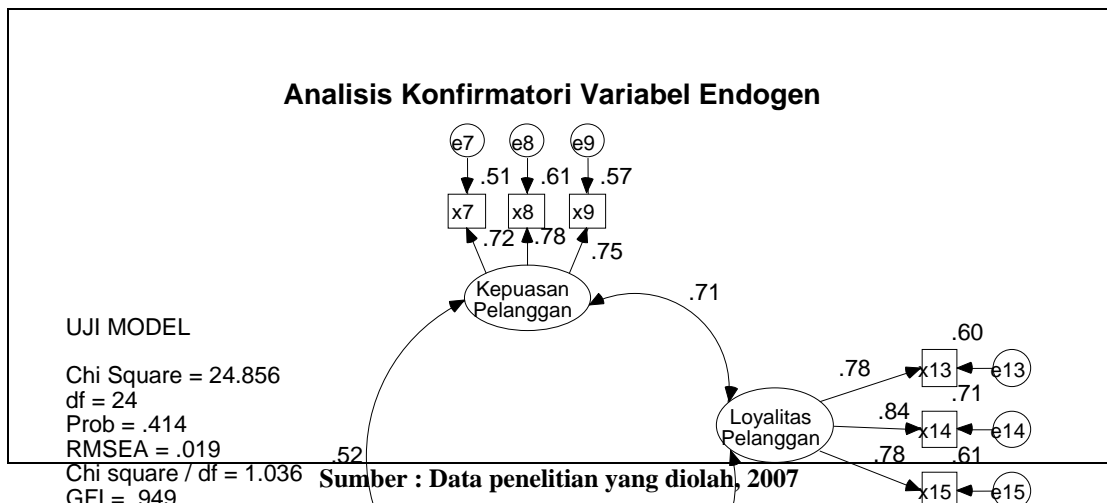 Analisis Konfirmatori Variabel Endogen
e7 e8 e9
.51 .61 .57
x7 x8 x9
.72 .78 .75
Kepuasan
Pelanggan
.71
UJI MODEL
Chi Square = 24.856
df = 24
Prob = .414
RMSEA = .019
Chi square / df = 1.036
GFI = .949
.52
.60
.78 x13 e13
.71
Loyalitas
Pelanggan
.84 x14 e14
.61
.78 x15 e15
Sumber : Data penelitian yang diolah, 2007